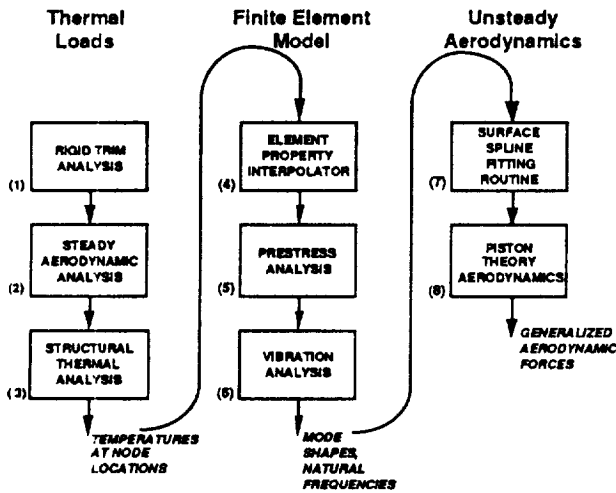 Thermal
Loads
RIGID TRIM
ANALYSIS
(1)
STEADY
AERODYNAMIC
ANALYSIS
(2)
STRUCTURAL
THERMAL
ANALYSIS
(3)
TEMPERATURES
AT NODE
LOCATIONS
Finite Element
Model
ELEMENT
PROPERTY
INTERPOLATOR
(4)
PRESTRESS
ANALYSIS
(5)
VIBRATION
ANALYSIS
(6)
MODE
SHAPES,
NATURAL
FREQUENCIES
Unsteady
Aerodynamics
SURFACE
SPLINE
FITTING
ROUTINE
(7)
PISTON
THEORY
AERODYNAMICS
(8)
GENERALIZED
AERODYNAMIC
FORCES